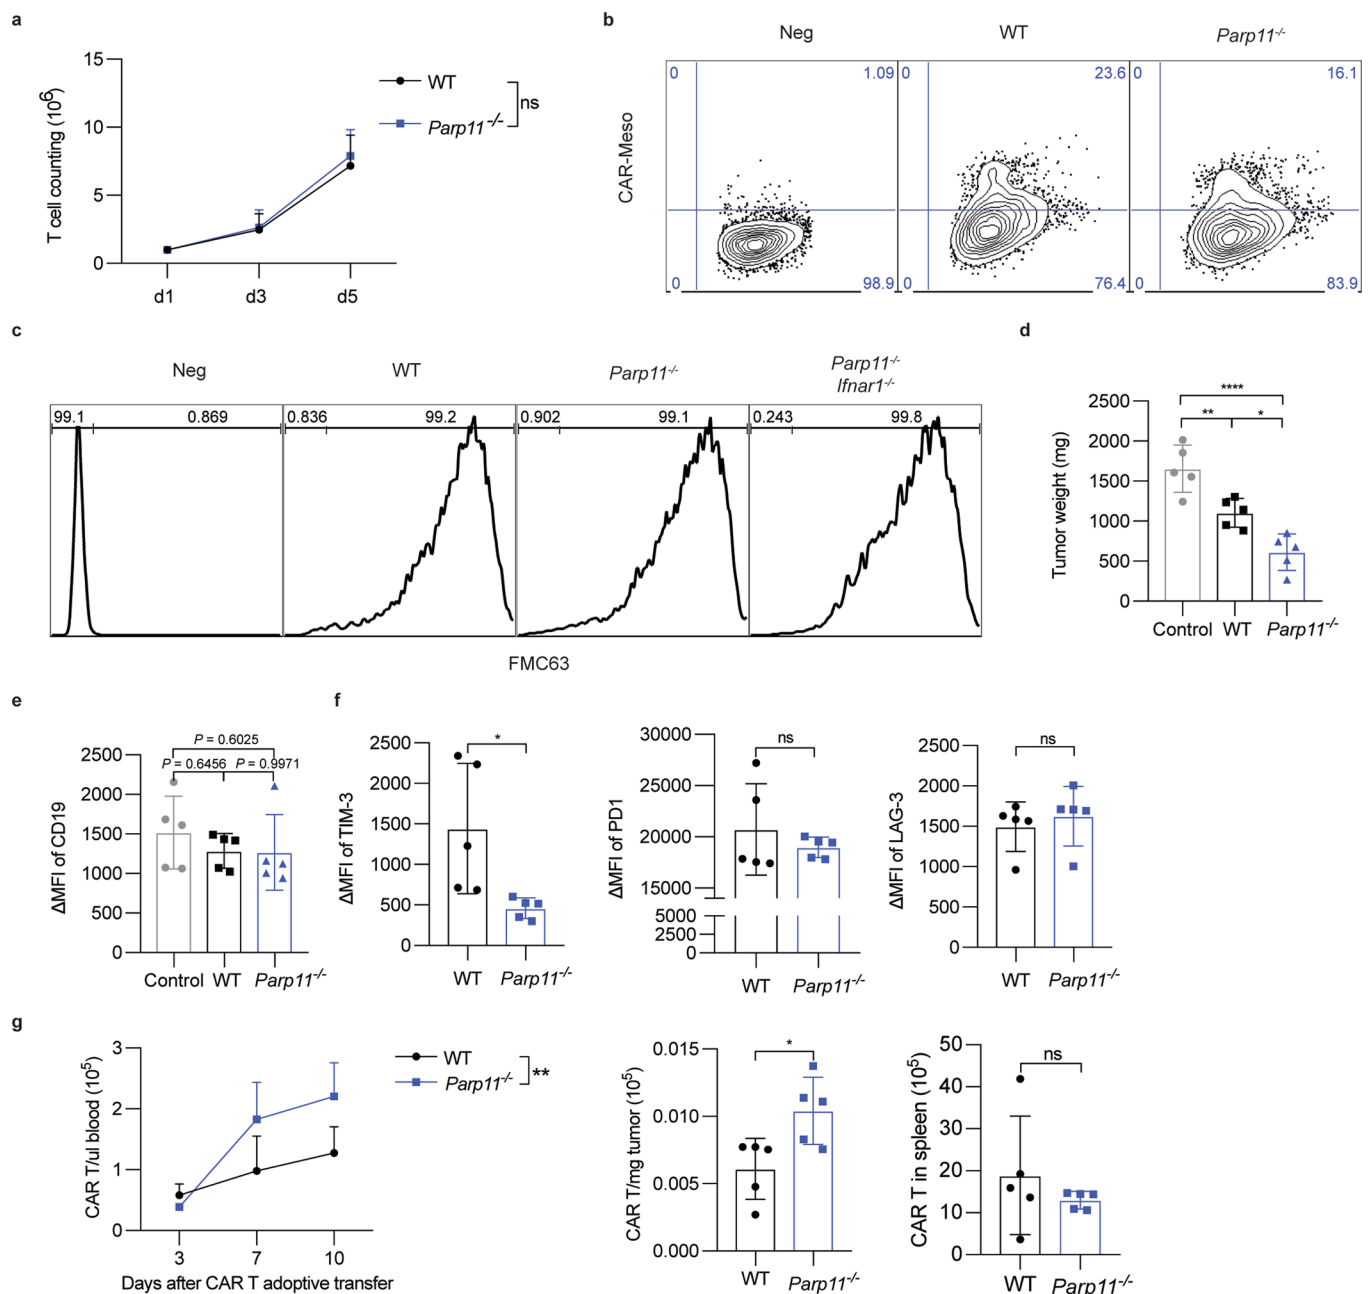 a
15
10
5
0
T cell counting (10⁶)
d1 d3 d5
WT
Parp11-/-
ns
b
Neg WT Parp11-/-
CAR-Meso
0 1.09 0 23.6 0 16.1
0 98.9 0 76.4 0 83.9
c
Neg WT Parp11-/- Parp11-/-
Ifnar1-/-
99.1 0.869 0.836 99.2 0.902 99.1 0.243 99.8
FMC63
d
**** 
** *
2500
2000
1500
1000
500
0
Tumor weight (mg)
Control WT Parp11-/-
e
P = 0.6025
P = 0.6456 P = 0.9971
2500
2000
1500
1000
500
0
ΔMFI of CD19
Control WT Parp11-/-
f
*
2500
2000
1500
1000
500
0
ΔMFI of TIM-3
WT Parp11-/-
ns
30000
25000
20000
15000
5000
2500
0
ΔMFI of PD1
WT Parp11-/-
ns
2500
2000
1500
1000
500
0
ΔMFI of LAG-3
WT Parp11-/-
g
3
2
1
0
CAR T/ul blood (10⁵)
3 7 10
Days after CAR T adoptive transfer
WT
Parp11-/-
**
*
0.015
0.010
0.005
0.000
CAR T/mg tumor (10⁵)
WT Parp11-/-
ns
50
40
30
20
10
0
CAR T in spleen (10⁵)
WT Parp11-/-